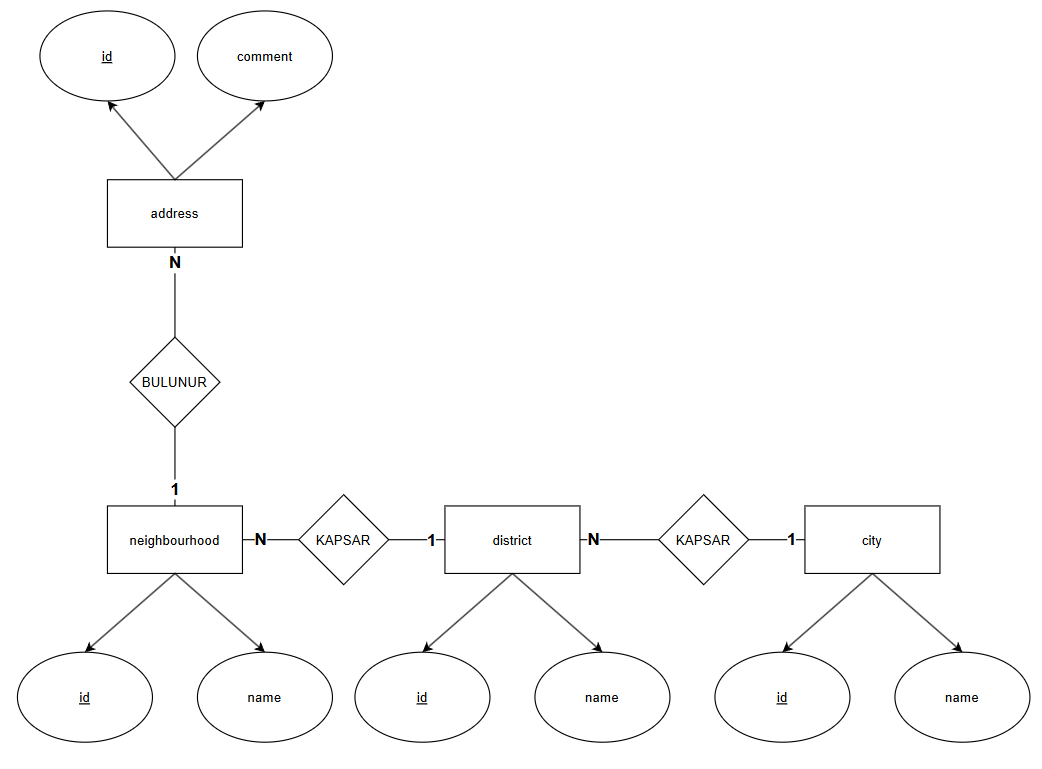 id
comment
address
N
BULUNUR
1
neighbourhood
N
KAPSAR
1
district
N
KAPSAR
1
city
id
name
id
name
id
name